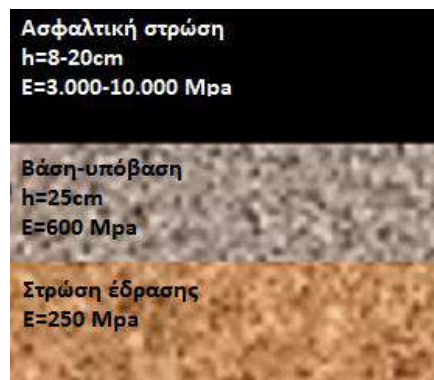 Ασφαλτική στρώση
h=8-20cm
E=3.000-10.000 Mpa
Βάση-υπόβαση
h=25cm
E=600 Mpa
Στρώση έδρασης
E=250 Mpa